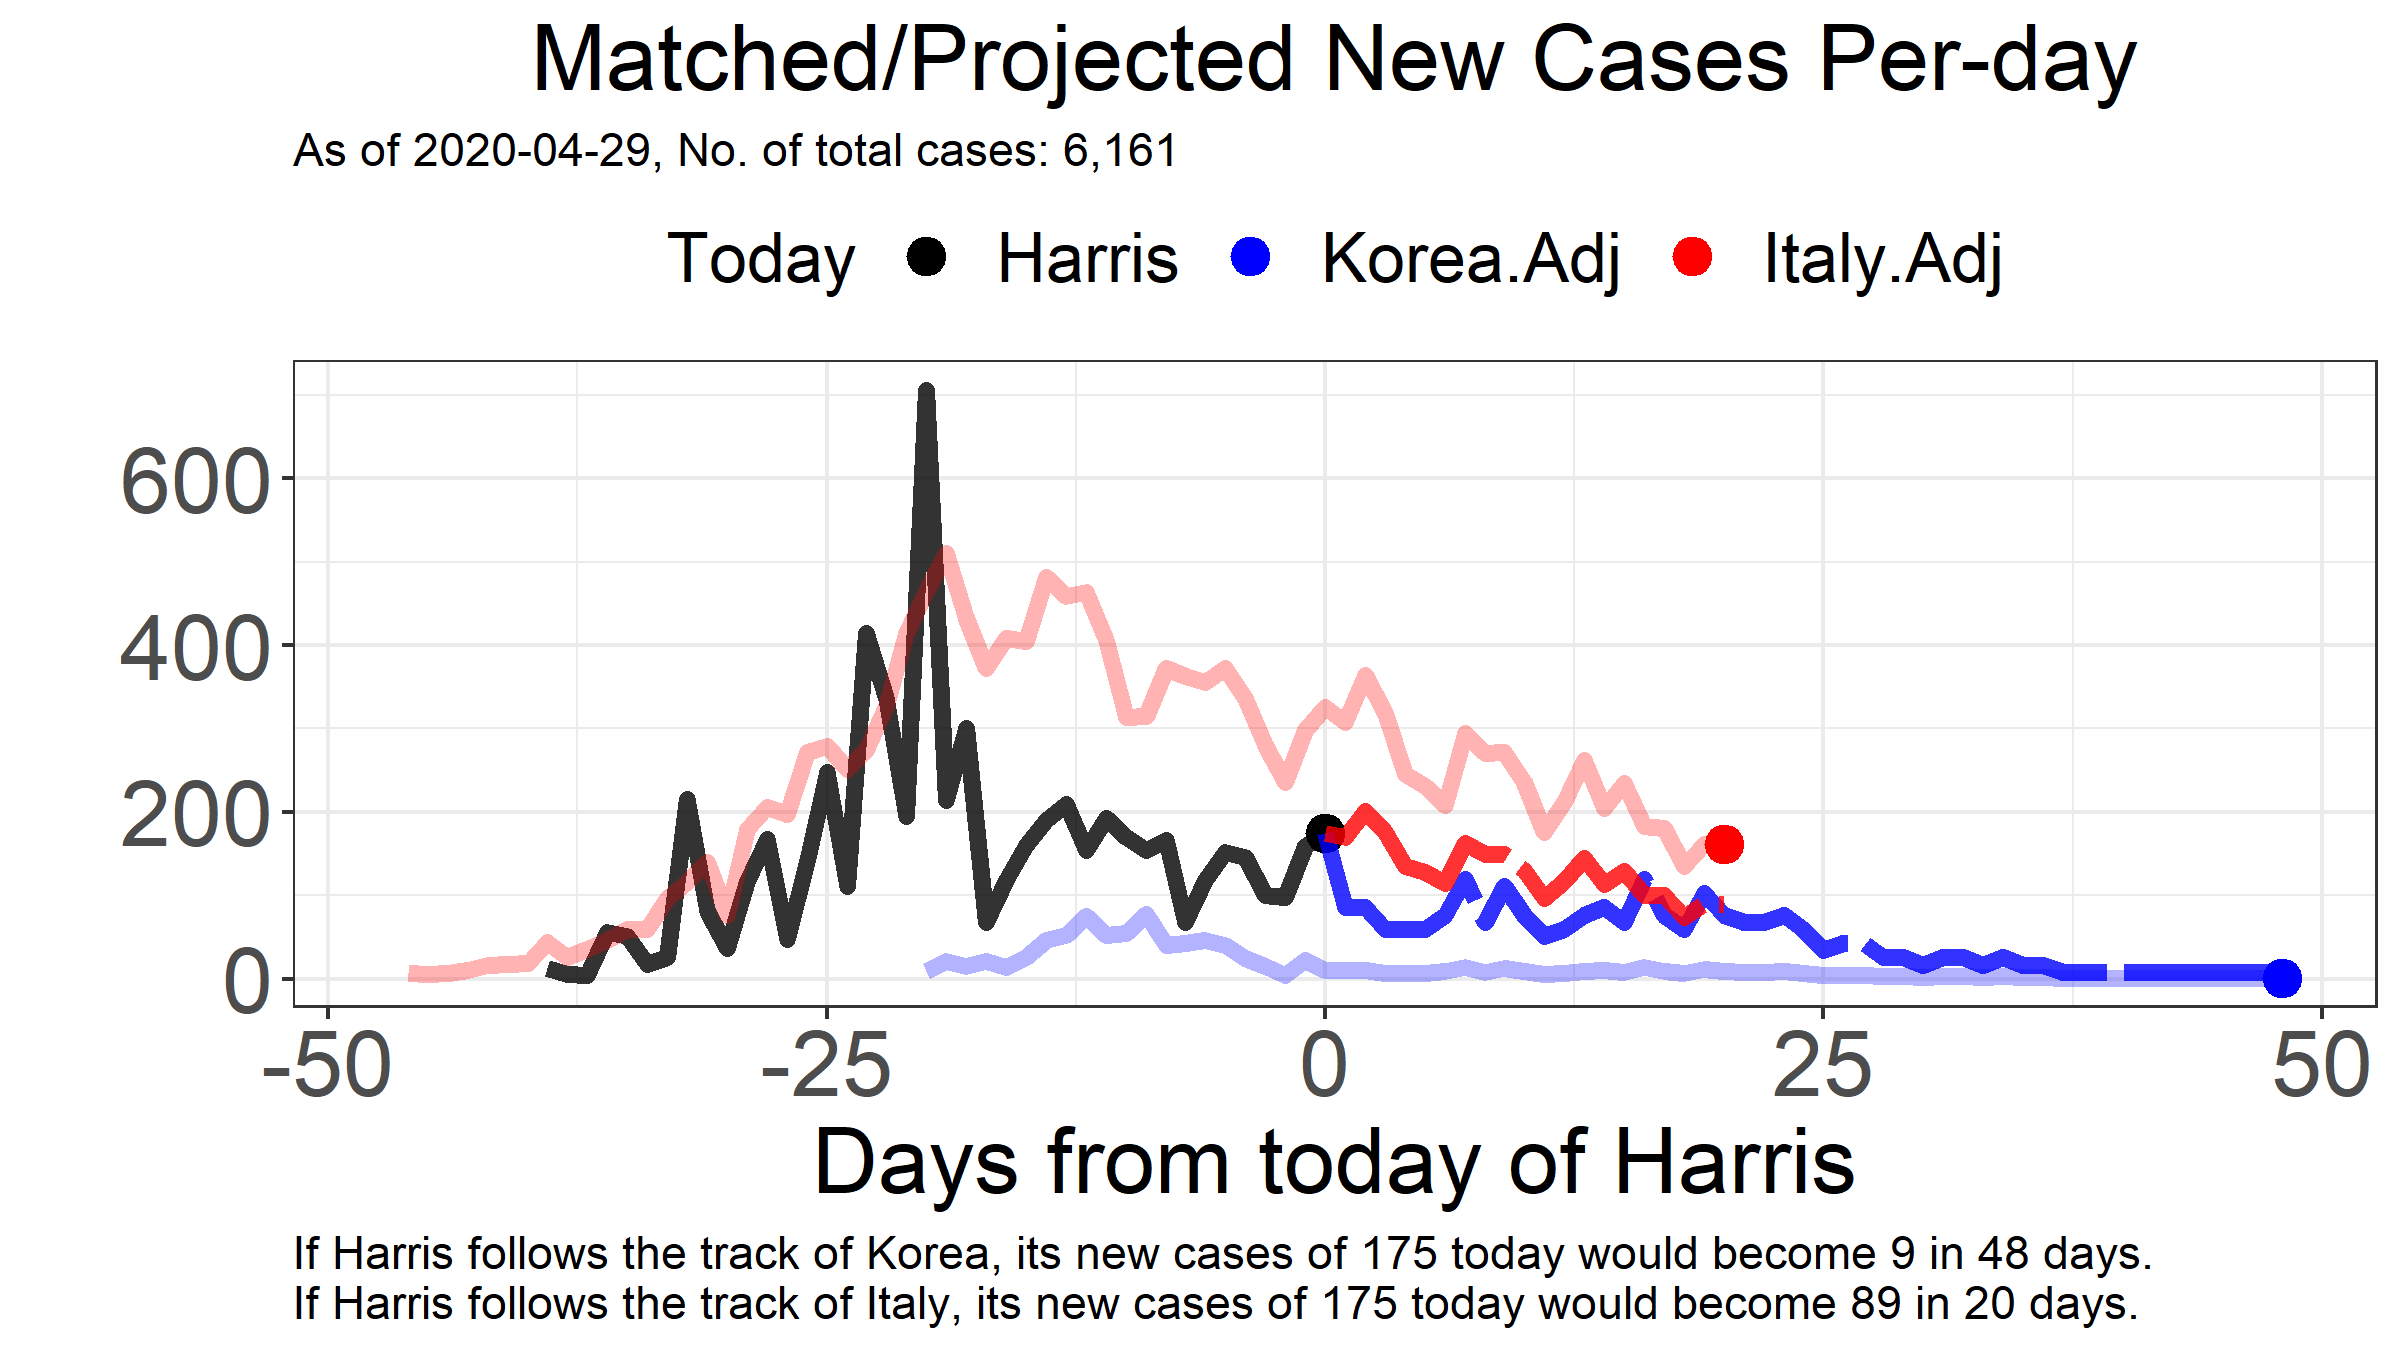 Matched/Projected New Cases Per-day
As of 2020-04-29, No. of total cases: 6,161
Today Harris Korea.Adj Italy.Adj
600
400
200
0
-50 -25 0 25 50
Days from today of Harris
If Harris follows the track of Korea, its new cases of 175 today would become 9 in 48 days.
If Harris follows the track of Italy, its new cases of 175 today would become 89 in 20 days.